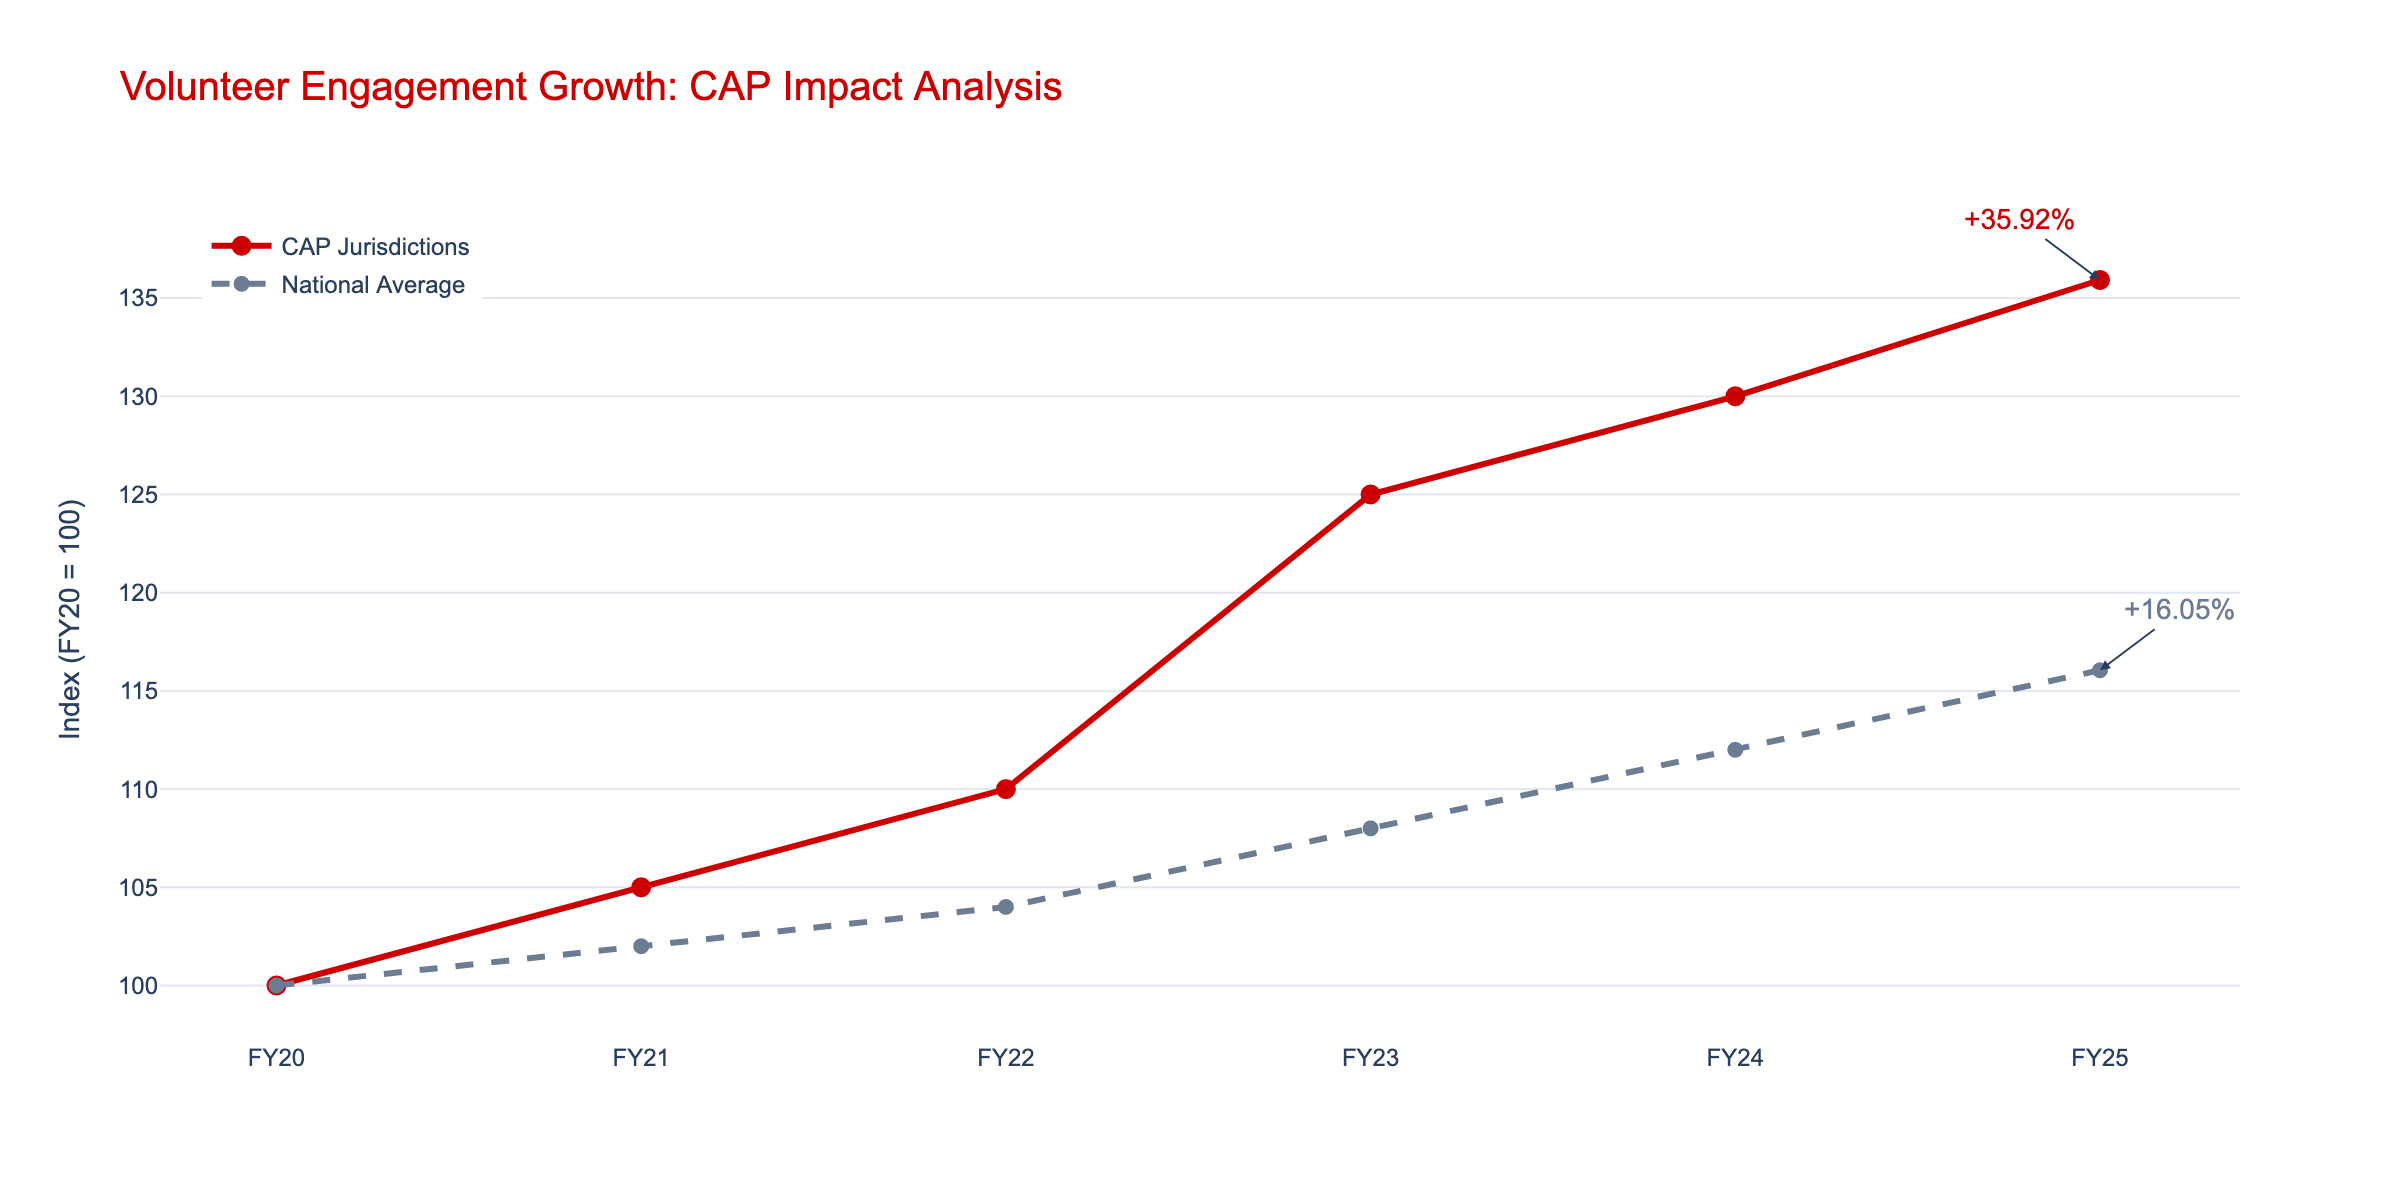 Volunteer Engagement Growth: CAP Impact Analysis
CAP Jurisdictions
National Average
+35.92%
+16.05%
Index (FY20 = 100)
135
130
125
120
115
110
105
100
FY20
FY21
FY22
FY23
FY24
FY25